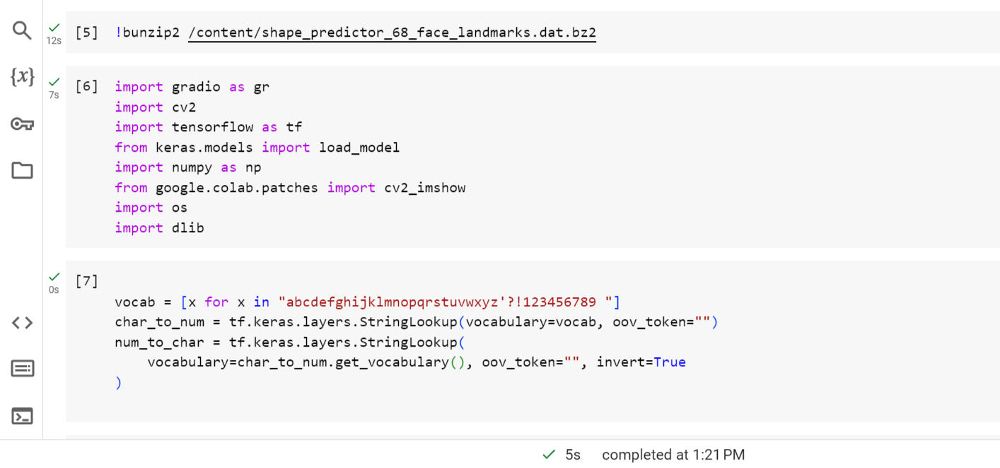 12s
[5] !bunzip2 /content/shape_predictor_68_face_landmarks.dat.bz2
{x}
7s
[6] import gradio as gr
import cv2
import tensorflow as tf
from keras.models import load_model
import numpy as np
from google.colab.patches import cv2_imshow
import os
import dlib
0s
[7]
vocab = [x for x in "abcdefghijklmnopqrstuvwxyz'?!123456789 "]
char_to_num = tf.keras.layers.StringLookup(vocabulary=vocab, oov_token="")
num_to_char = tf.keras.layers.StringLookup(
    vocabulary=char_to_num.get_vocabulary(), oov_token="", invert=True
)
5s completed at 1:21 PM